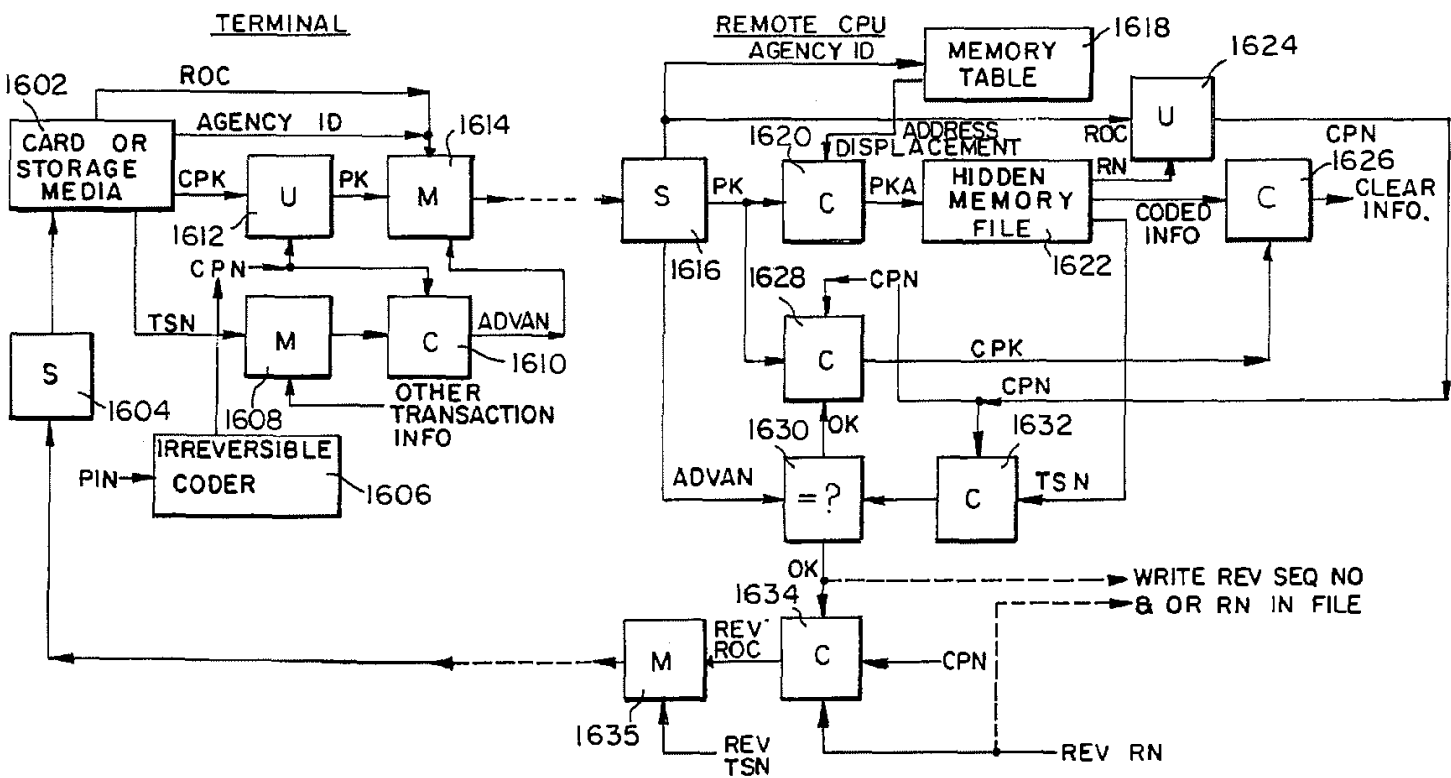 TERMINAL
REMOTE CPU
1602
ROC
AGENCY ID
1614
CARD OR
STORAGE
MEDIA
CPK
U
PK
M
1612
CPN
TSN
M
C
ADVAN
1610
1608
OTHER
TRANSACTION
INFO
S
1604
PIN
IRREVERSIBLE
CODER
1606
AGENCY ID
MEMORY
TABLE
1618
1624
U
ROC
CPN
1620
ADDRESS
DISPLACEMENT
RN
1626
S
PK
C
PKA
HIDDEN
MEMORY
FILE
CODED
INFO
C
CLEAR
INFO.
1616
1622
1628
CPN
C
CPK
CPN
1630
OK
1632
ADVAN
= ?
C
TSN
OK
WRITE REV SEQ NO
& OR RN IN FILE
1634
REV
ROC
M
C
CPN
1635
REV
TSN
REV RN